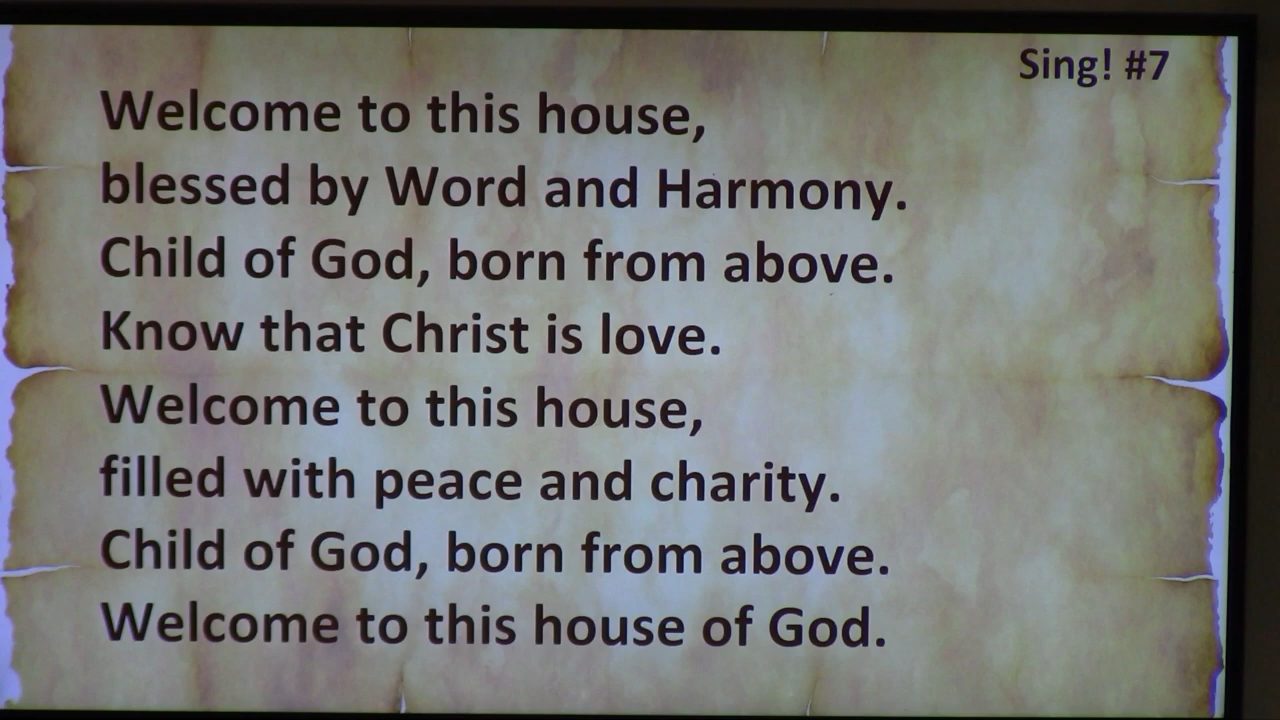 Sing! #7
Welcome to this house,
blessed by Word and Harmony.
Child of God, born from above.
Know that Christ is love.
Welcome to this house,
filled with peace and charity.
Child of God, born from above.
Welcome to this house of God.